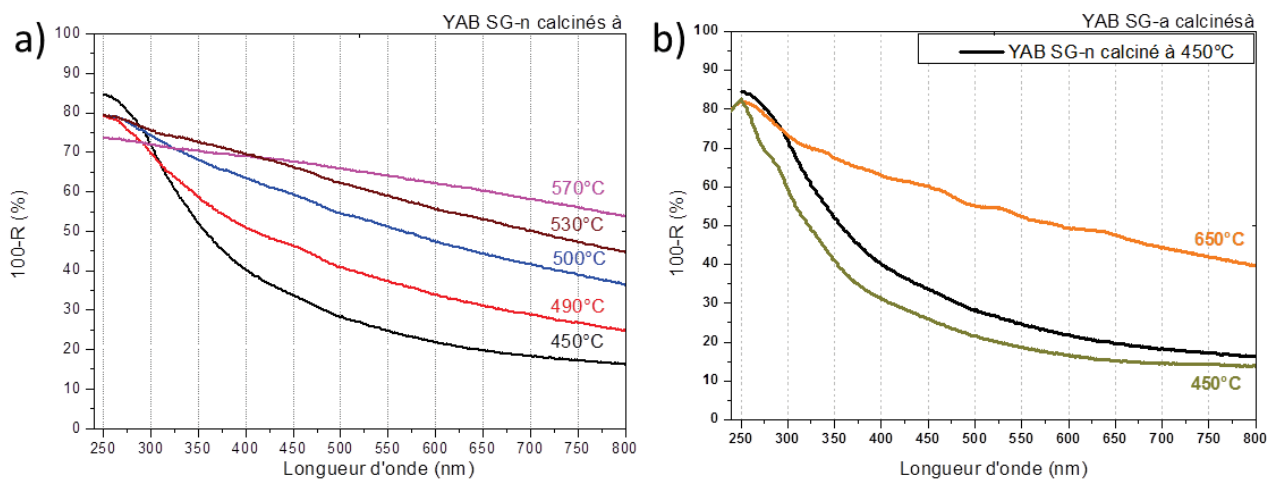 a)
YAB SG-n calcinés à
100-R (%)
100
90
80
70
60
50
40
30
20
10
0
570°C
530°C
500°C
490°C
450°C
250 300 350 400 450 500 550 600 650 700 750 800
Longueur d'onde (nm)
b)
YAB SG-a calcinésà
YAB SG-n calciné à 450°C
100-R (%)
100
90
80
70
60
50
40
30
20
10
0
650°C
450°C
250 300 350 400 450 500 550 600 650 700 750 800
Longueur d'onde (nm)